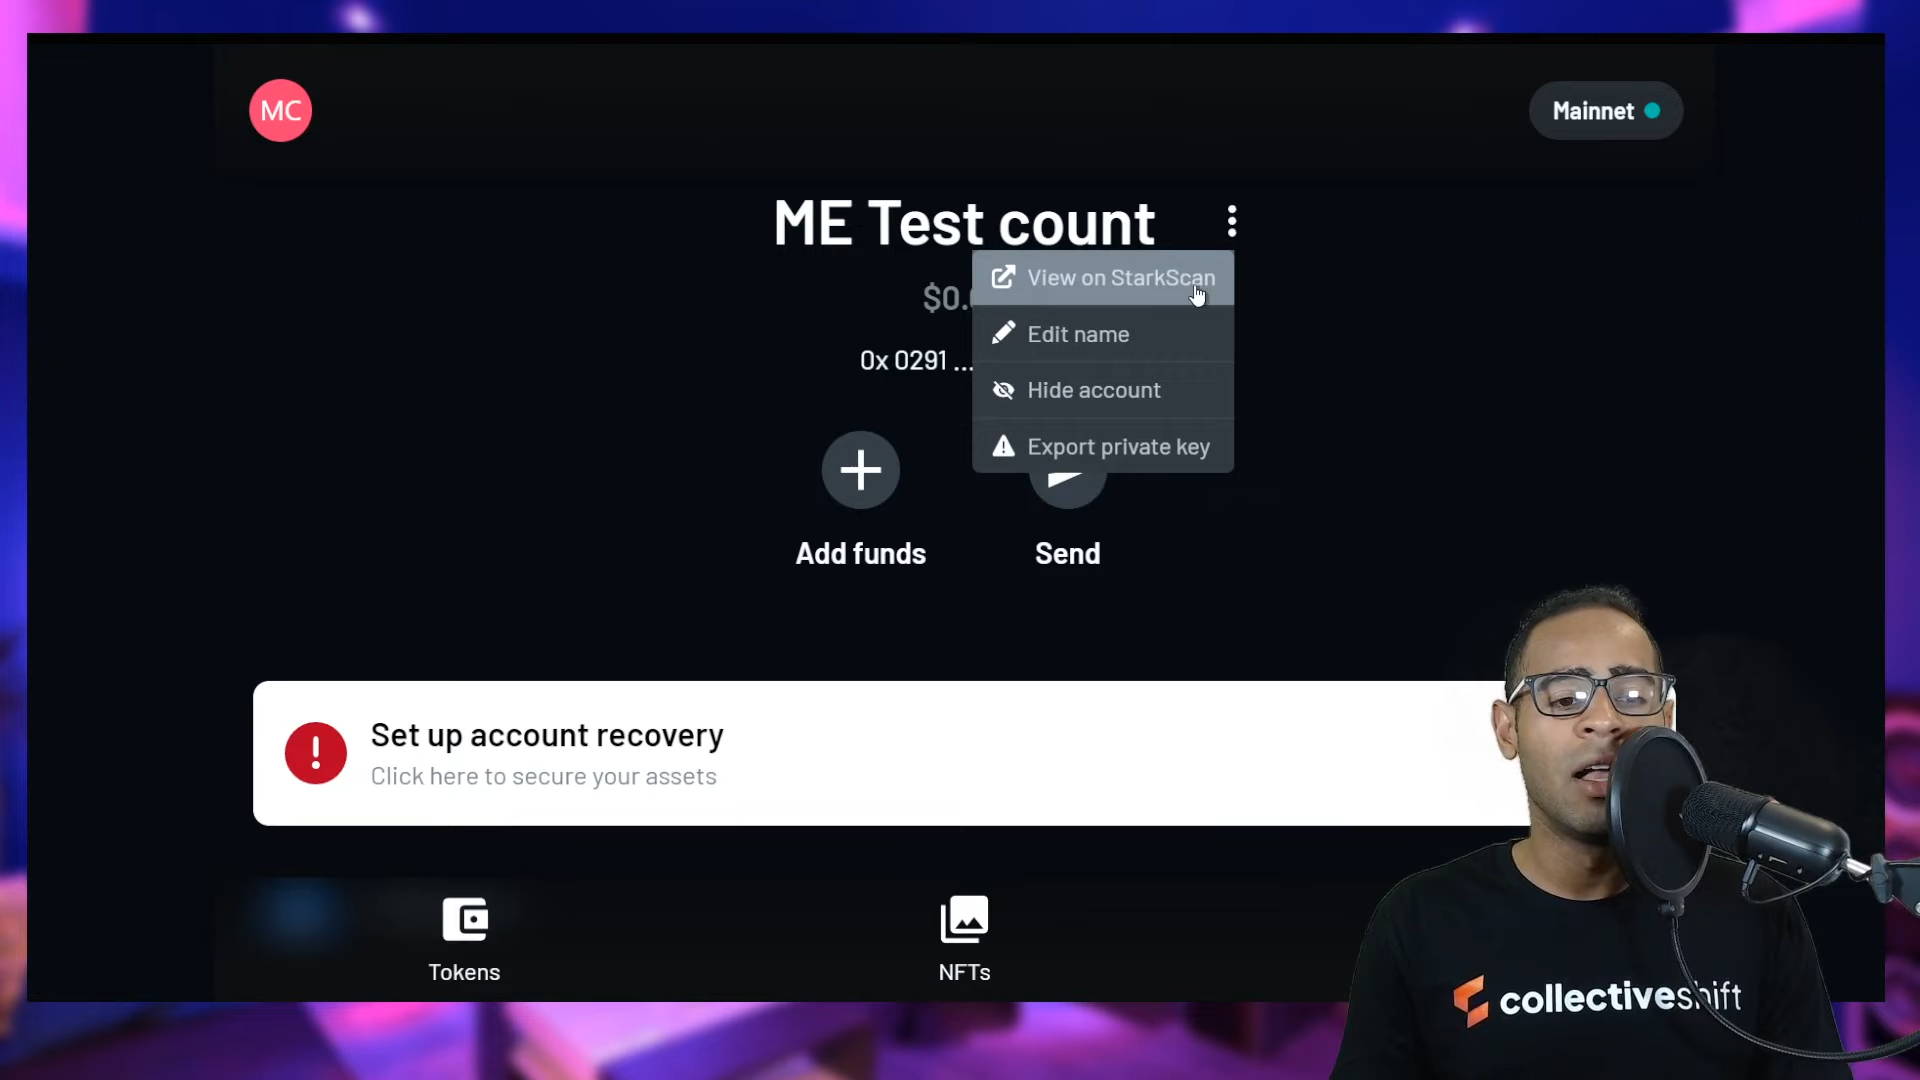 MC
Mainnet
ME Test count
View on StarkScan
$0.
Edit name
0x 0291 ...
Hide account
Export private key
Add funds
Send
Set up account recovery
Click here to secure your assets
Tokens
NFTs
collectiveshift